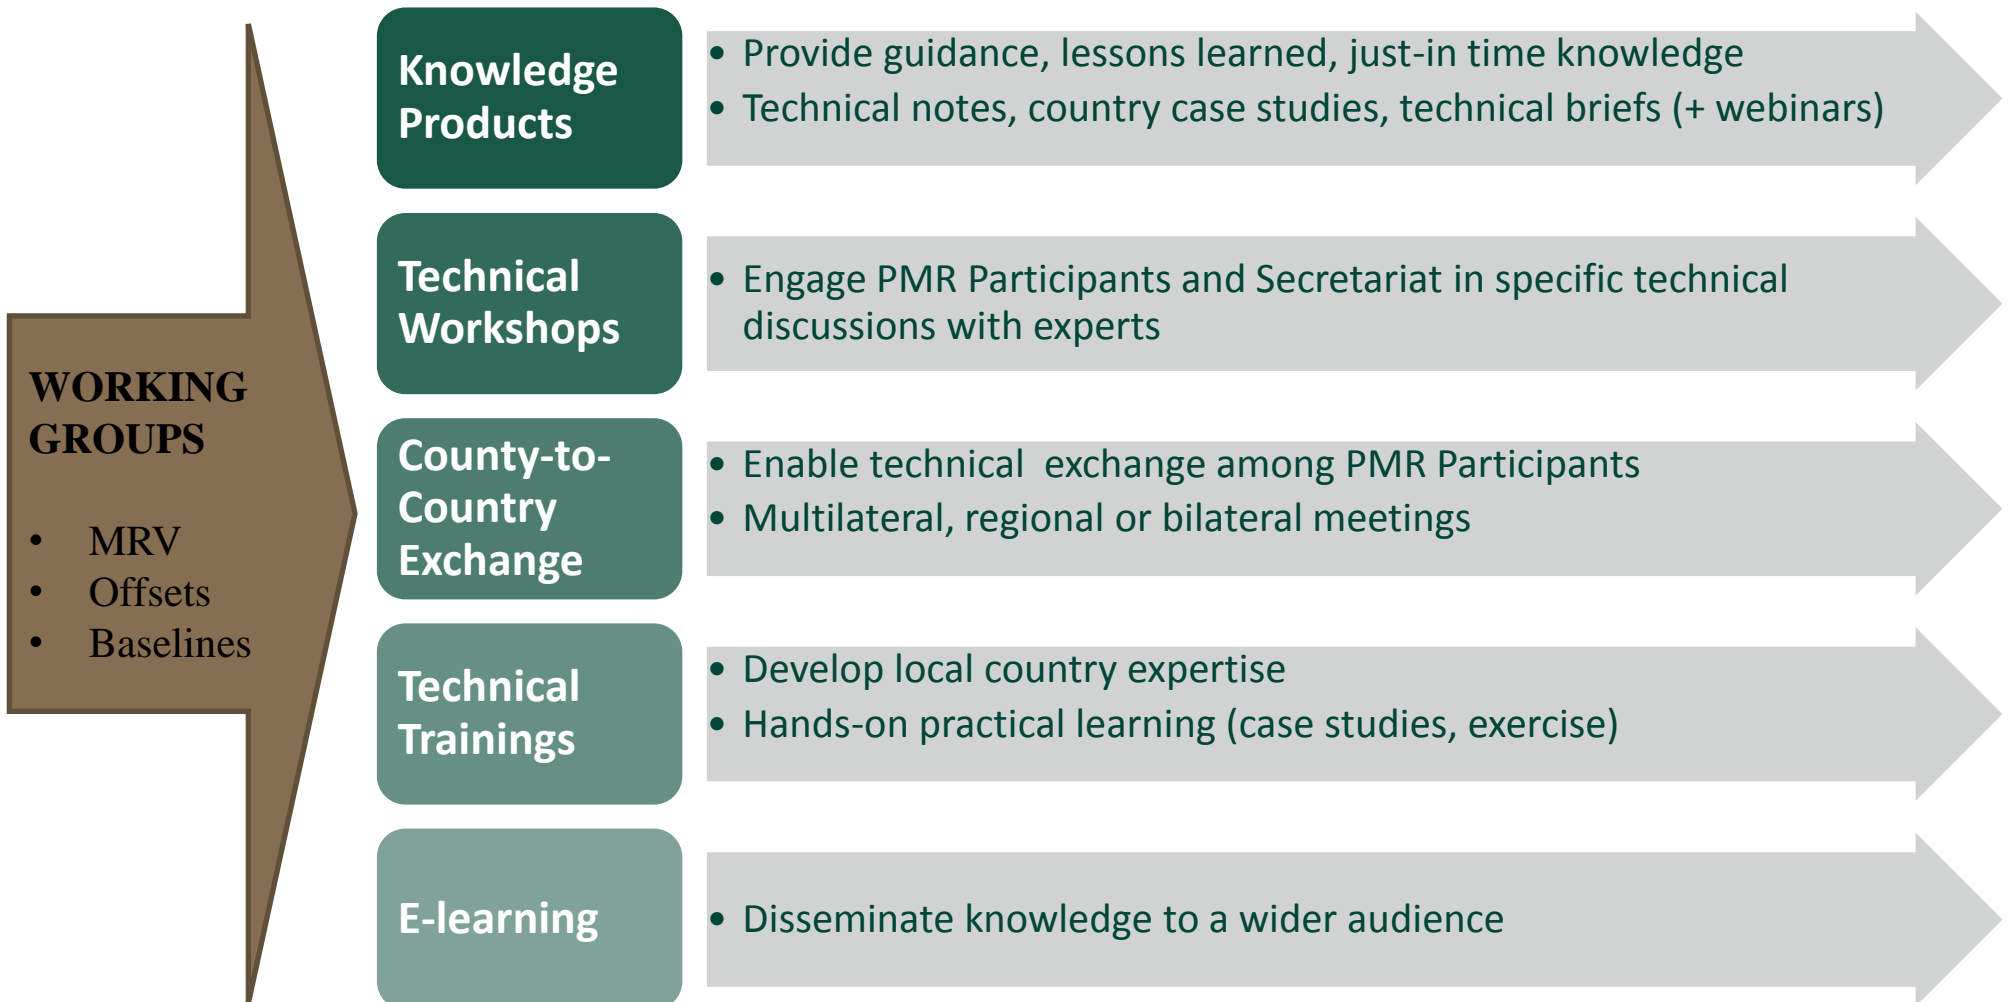 WORKING
GROUPS
• MRV
• Offsets
• Baselines
Knowledge
Products
• Provide guidance, lessons learned, just-in time knowledge
• Technical notes, country case studies, technical briefs (+ webinars)
Technical
Workshops
• Engage PMR Participants and Secretariat in specific technical
discussions with experts
County-to-
Country
Exchange
• Enable technical  exchange among PMR Participants
• Multilateral, regional or bilateral meetings
Technical
Trainings
• Develop local country expertise
• Hands-on practical learning (case studies, exercise)
E-learning
• Disseminate knowledge to a wider audience